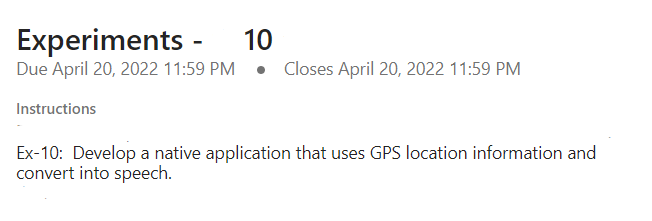 Experiments - 10
Due April 20, 2022 11:59 PM • Closes April 20, 2022 11:59 PM
Instructions
Ex-10: Develop a native application that uses GPS location information and
convert into speech.